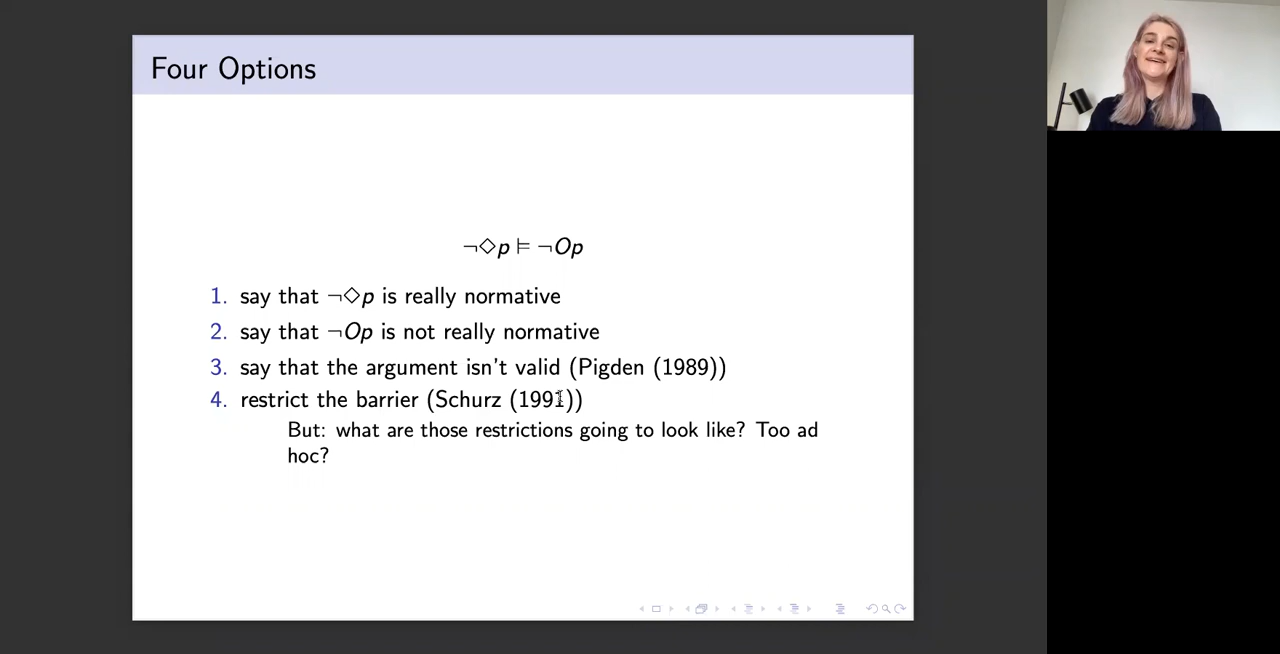 Four Options
¬◇p ⊨ ¬Op
1. say that ¬◇p is really normative
2. say that ¬Op is not really normative
3. say that the argument isn't valid (Pigden (1989))
4. restrict the barrier (Schurz (1991))
But: what are those restrictions going to look like? Too ad
hoc?